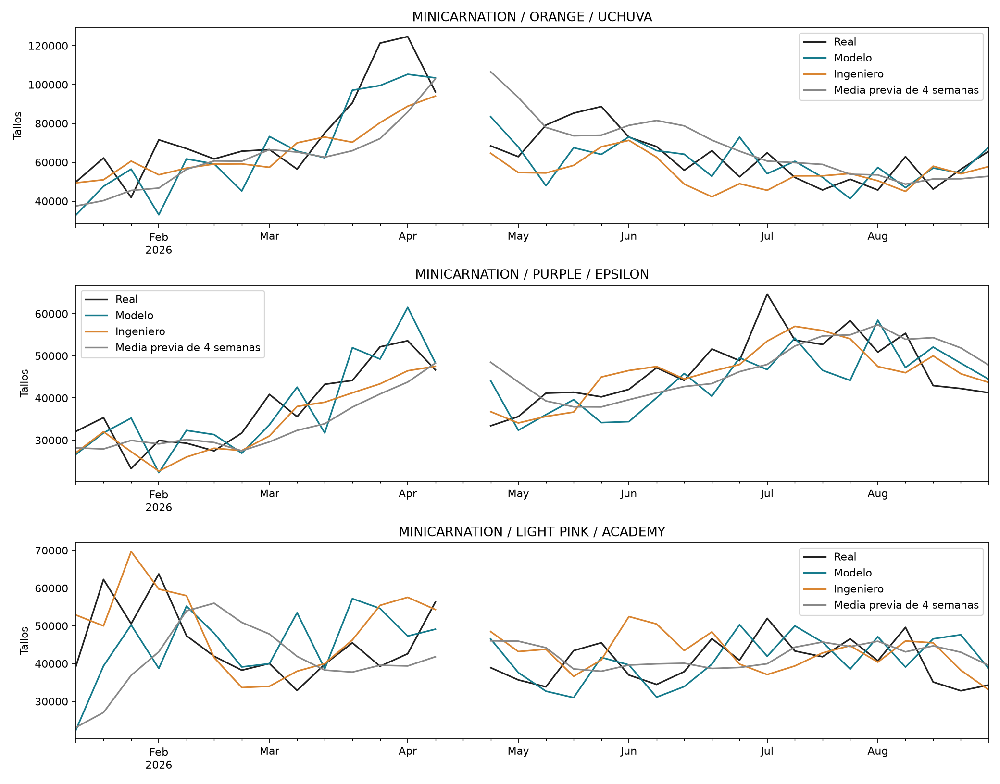 MINICARNATION / ORANGE / UCHUVA
Tallos
120000
100000
80000
60000
40000
Real
Modelo
Ingeniero
Media previa de 4 semanas
Feb
2026
Mar
Apr
May
Jun
Jul
Aug
MINICARNATION / PURPLE / EPSILON
Tallos
60000
50000
40000
30000
Real
Modelo
Ingeniero
Media previa de 4 semanas
Feb
2026
Mar
Apr
May
Jun
Jul
Aug
MINICARNATION / LIGHT PINK / ACADEMY
Tallos
70000
60000
50000
40000
30000
Real
Modelo
Ingeniero
Media previa de 4 semanas
Feb
2026
Mar
Apr
May
Jun
Jul
Aug